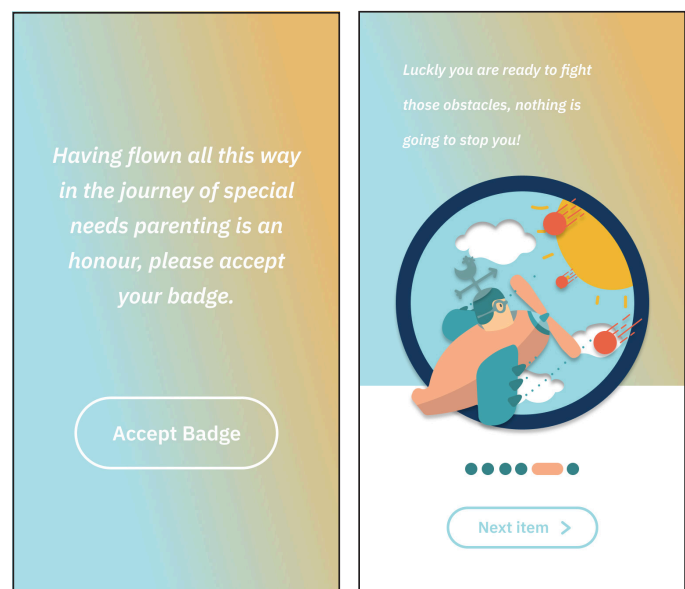 Having flown all this way
in the journey of special
needs parenting is an
honour, please accept
your badge.
Accept Badge
Luckly you are ready to fight
those obstacles, nothing is
going to stop you!
Next item